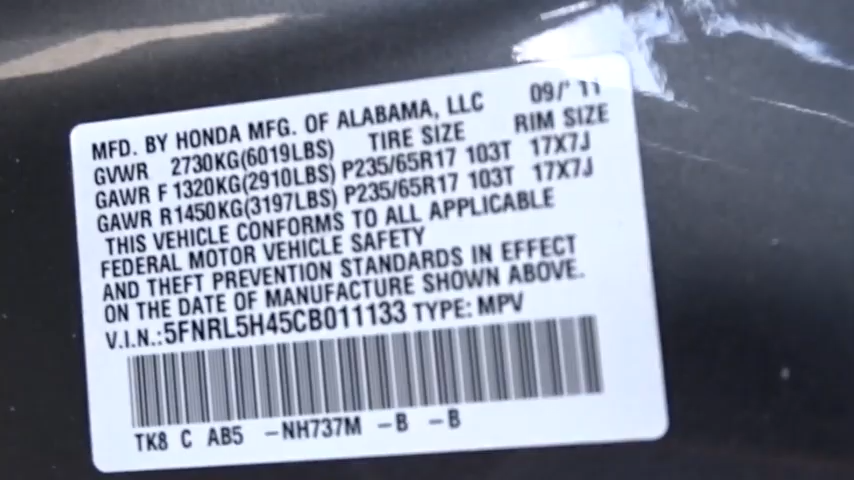 MFD. BY HONDA MFG. OF ALABAMA, LLC 09/' 11
GVWR 2730KG(6019LBS) TIRE SIZE RIM SIZE
GAWR F 1320KG(2910LBS) P235/65R17 103T 17X7J
GAWR R1450KG(3197LBS) P235/65R17 103T 17X7J
THIS VEHICLE CONFORMS TO ALL APPLICABLE
FEDERAL MOTOR VEHICLE SAFETY
AND THEFT PREVENTION STANDARDS IN EFFECT
ON THE DATE OF MANUFACTURE SHOWN ABOVE.
V.I.N.:5FNRL5H45CB011133 TYPE: MPV
TK8 C AB5 -NH737M -B -B